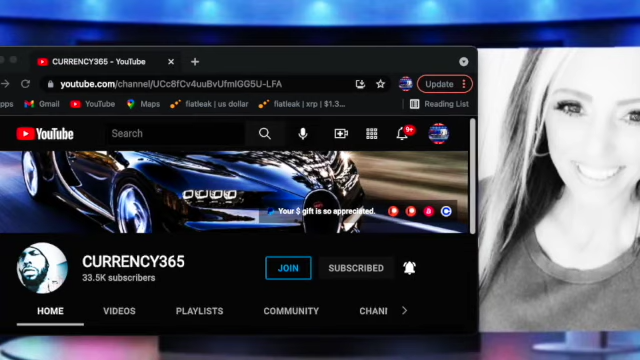 CURRENCY365 - YouTube
youtube.com/channel/UCc8fCv4uuBvUfmIGG5U-LFA
Update
pps
Gmail
YouTube
Maps
fiatleak | us dollar
fiatleak | xrp | $1.3...
Reading List
YouTube
Search
9+
Your $ gift is so appreciated.
CURRENCY365
33.5K subscribers
JOIN
SUBSCRIBED
HOME
VIDEOS
PLAYLISTS
COMMUNITY
CHANI